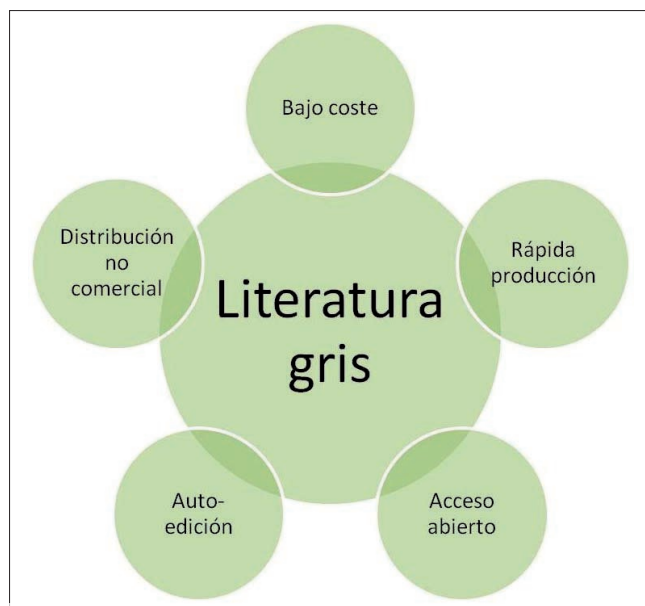 Bajo coste
Distribución
no
comercial
Rápida
producción
Literatura
gris
Auto-
edición
Acceso
abierto